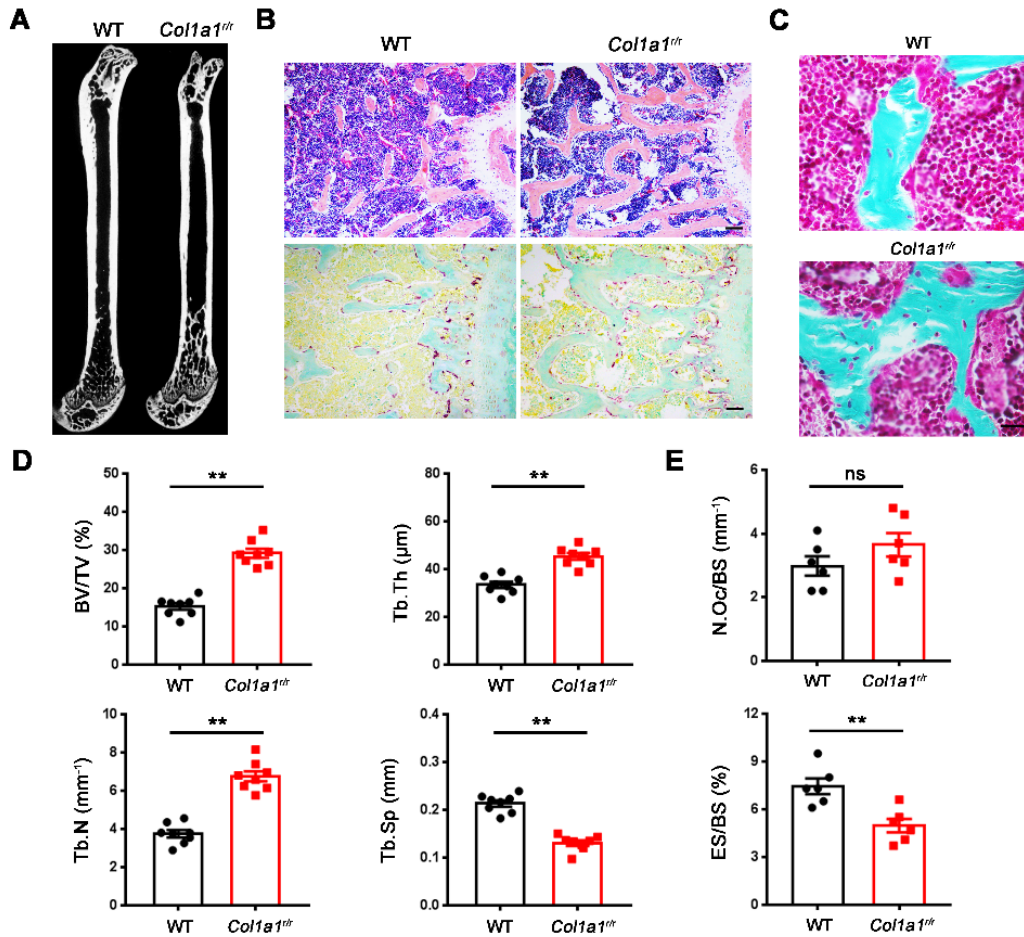 A
WT
Col1a1r/r
B
WT
Col1a1r/r
C
WT
Col1a1r/r
D
BV/TV (%)
50
40
30
20
10
0
**
WT
Col1a1r/r
Tb.Th (μm)
80
60
40
20
0
**
WT
Col1a1r/r
E
N.Oc/BS (mm⁻¹)
6
4
2
0
ns
WT
Col1a1r/r
Tb.N (mm⁻¹)
10
8
6
4
2
0
**
WT
Col1a1r/r
Tb.Sp (mm)
0.4
0.3
0.2
0.1
0.0
**
WT
Col1a1r/r
ES/BS (%)
12
9
6
3
0
**
WT
Col1a1r/r